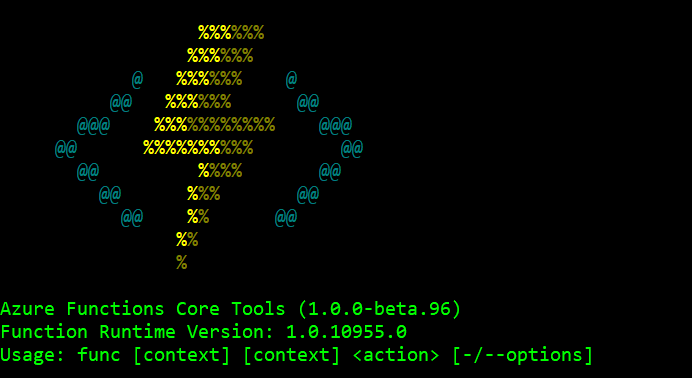 %%%%%%
%%%%%%
@ %%%%%% @
@@ %%%%%% @@
@@@ %%%%%%%%%%% @@@
@@ %%%%%%%%%% @@
@@ %%%% @@
@@ %%% @@
@@ %% @@
%%
%
Azure Functions Core Tools (1.0.0-beta.96)
Function Runtime Version: 1.0.10955.0
Usage: func [context] [context] <action> [-/--options]